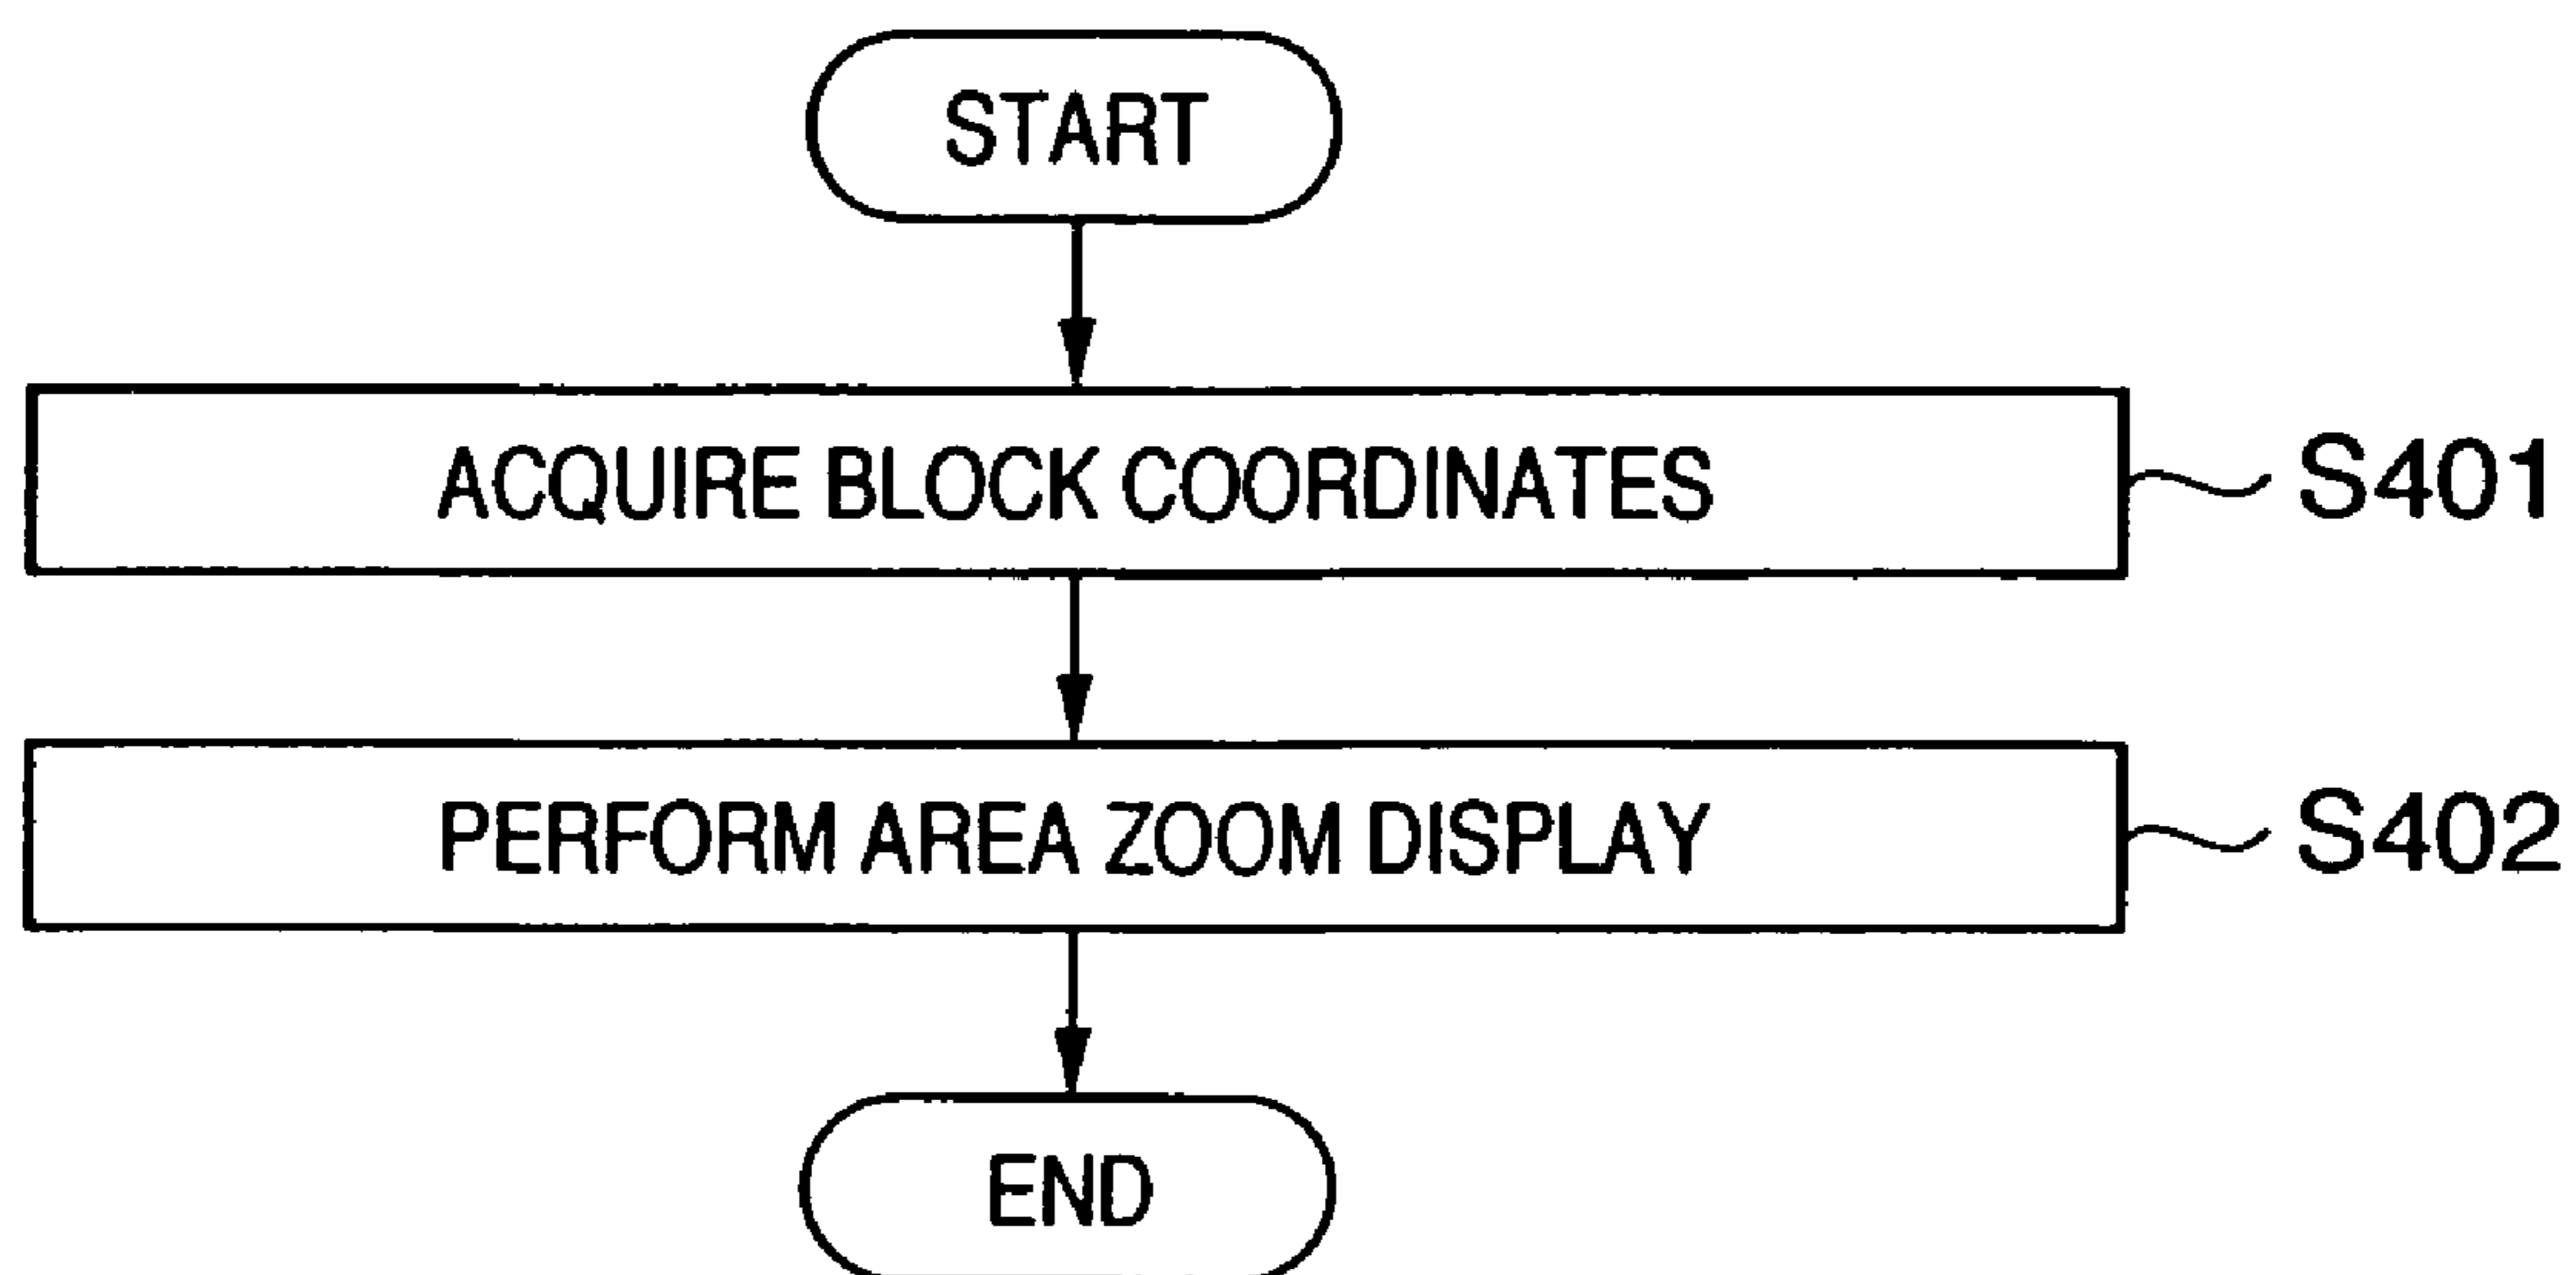 START
ACQUIRE BLOCK COORDINATES
S401
PERFORM AREA ZOOM DISPLAY
S402
END